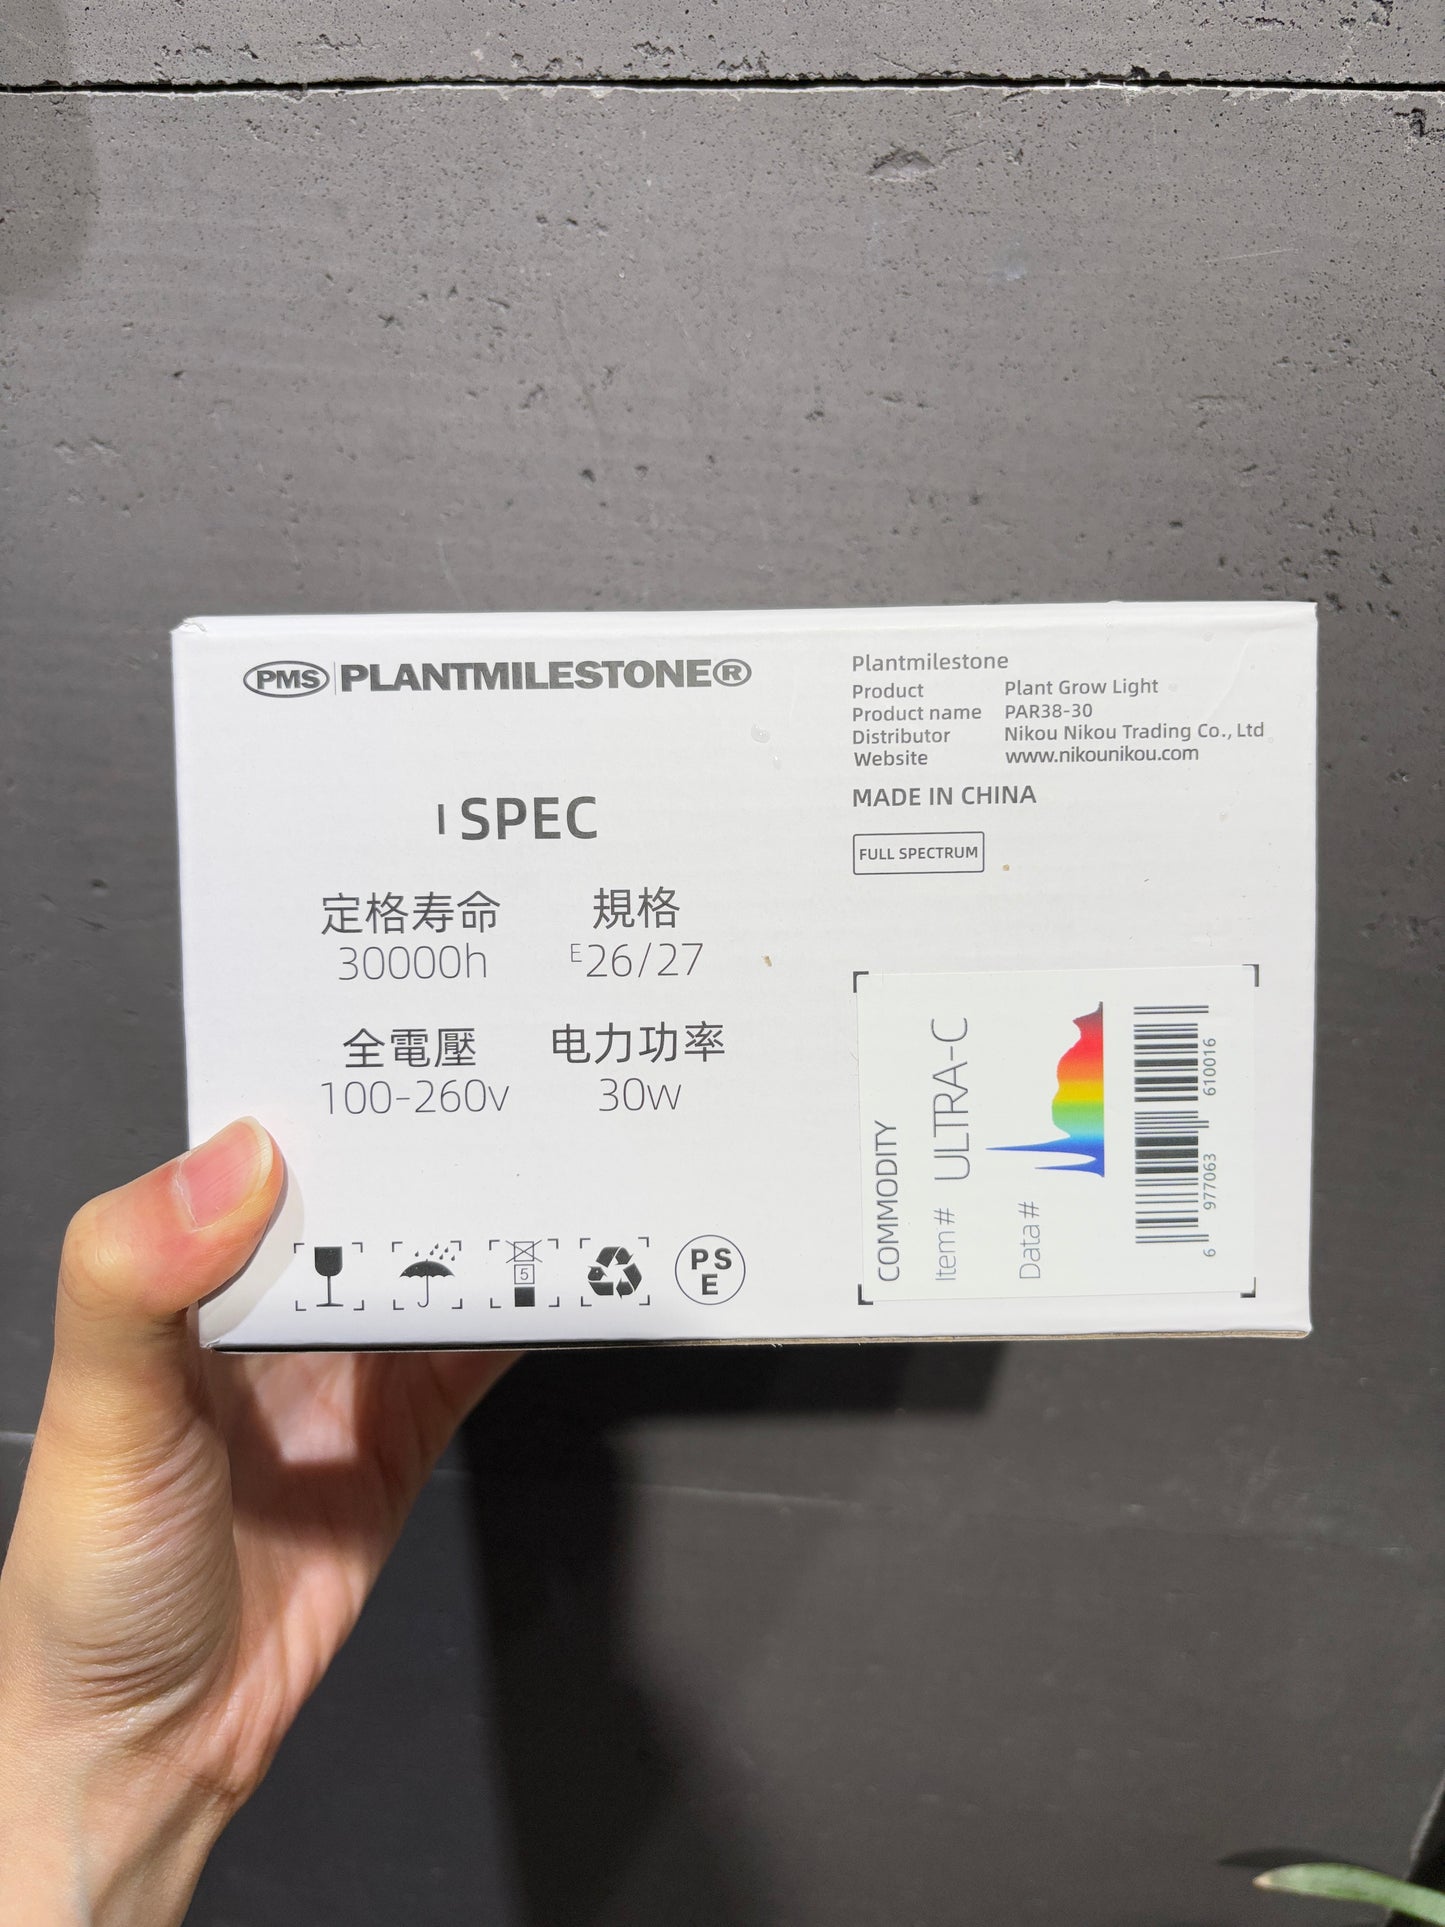 PMS PLANTMILESTONE®
SPEC
定格寿命 規格
30000h E26/27
全電壓 电力功率
100-260v 30w
5
PS
E
Plantmilestone
Product Plant Grow Light
Product name PAR38-30
Distributor Nikou Nikou Trading Co., Ltd
Website www.nikounikou.com
MADE IN CHINA
FULL SPECTRUM
COMMODITY
Item# ULTRA-C
Data#
6 977063 610016